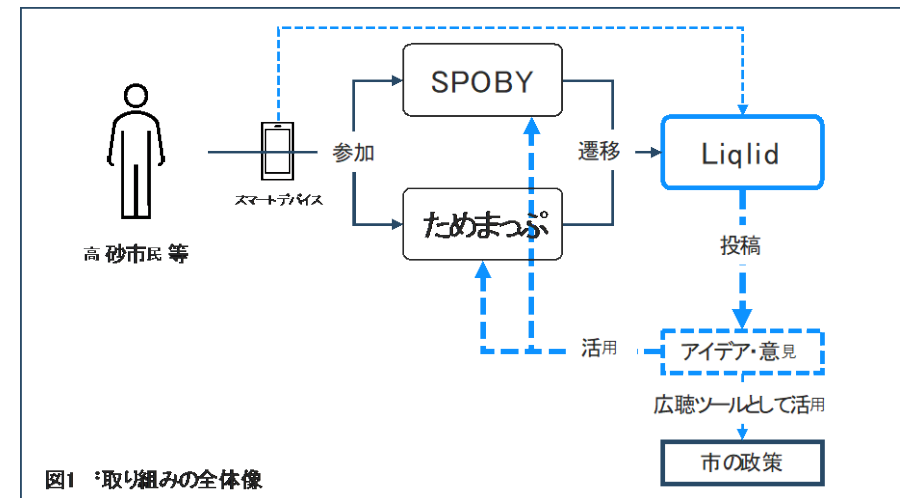 SPOBY
参加
遷移
Liqlid
スマートデバイス
ためまっぷ
高砂市民等
投稿
活用
アイデア・意見
広聴ツールとして活用
市の政策
図1 :取り組みの全体像